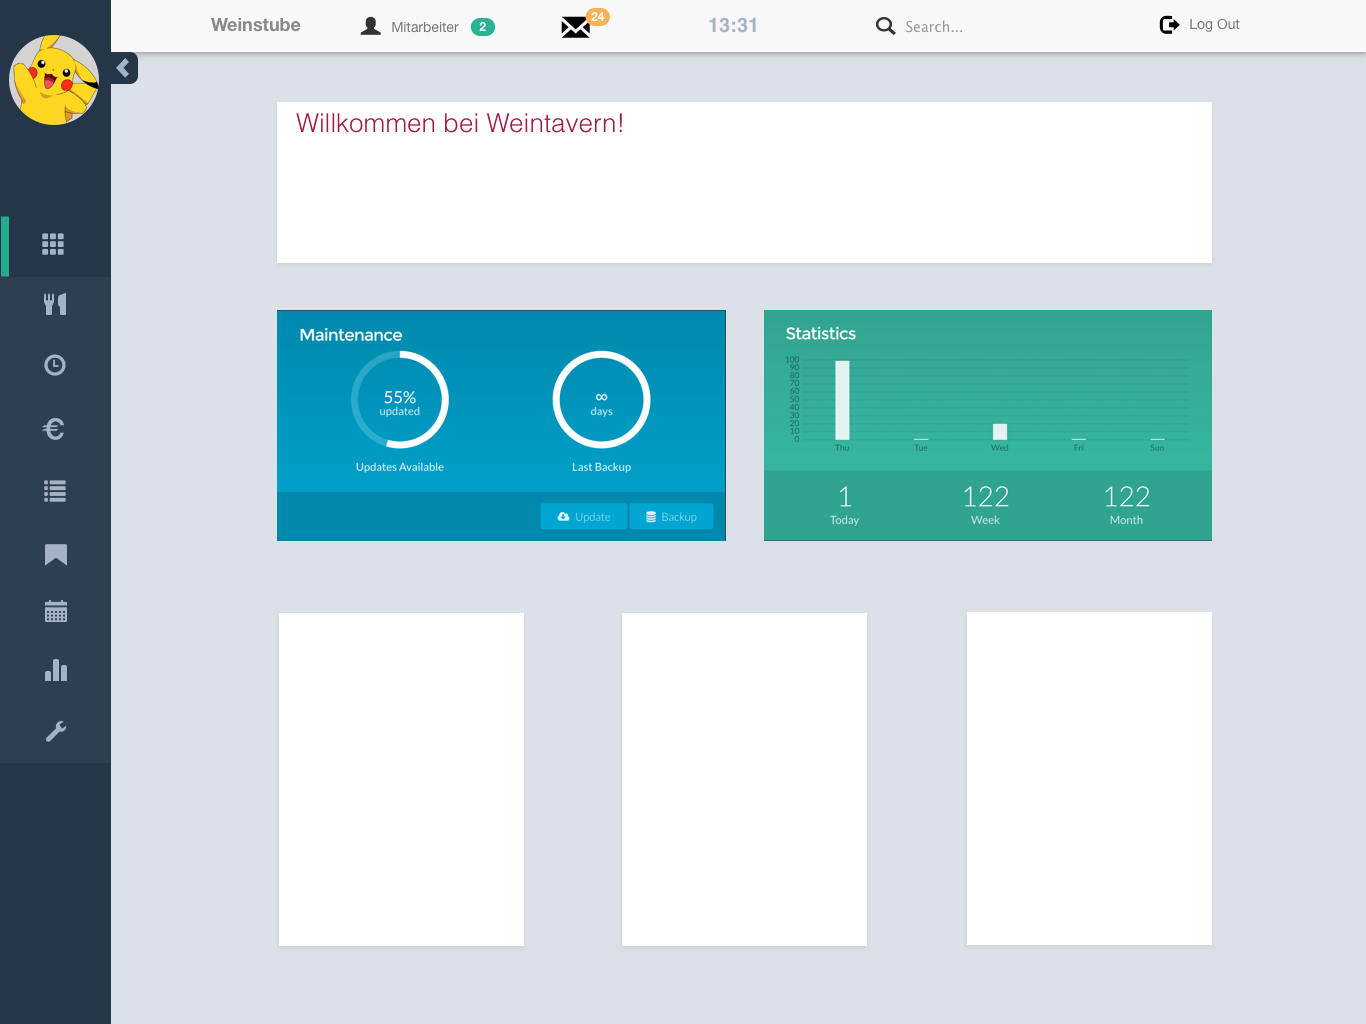 Weinstube
Mitarbeiter 2
24
13:31
Search...
Log Out
Willkommen bei Weintavern!
Maintenance
55%
updated
Updates Available
∞
days
Last Backup
Update
Backup
Statistics
100
90
80
70
60
50
40
30
20
10
0
Thu Tue Wed Fri Sun
1
Today
122
Week
122
Month